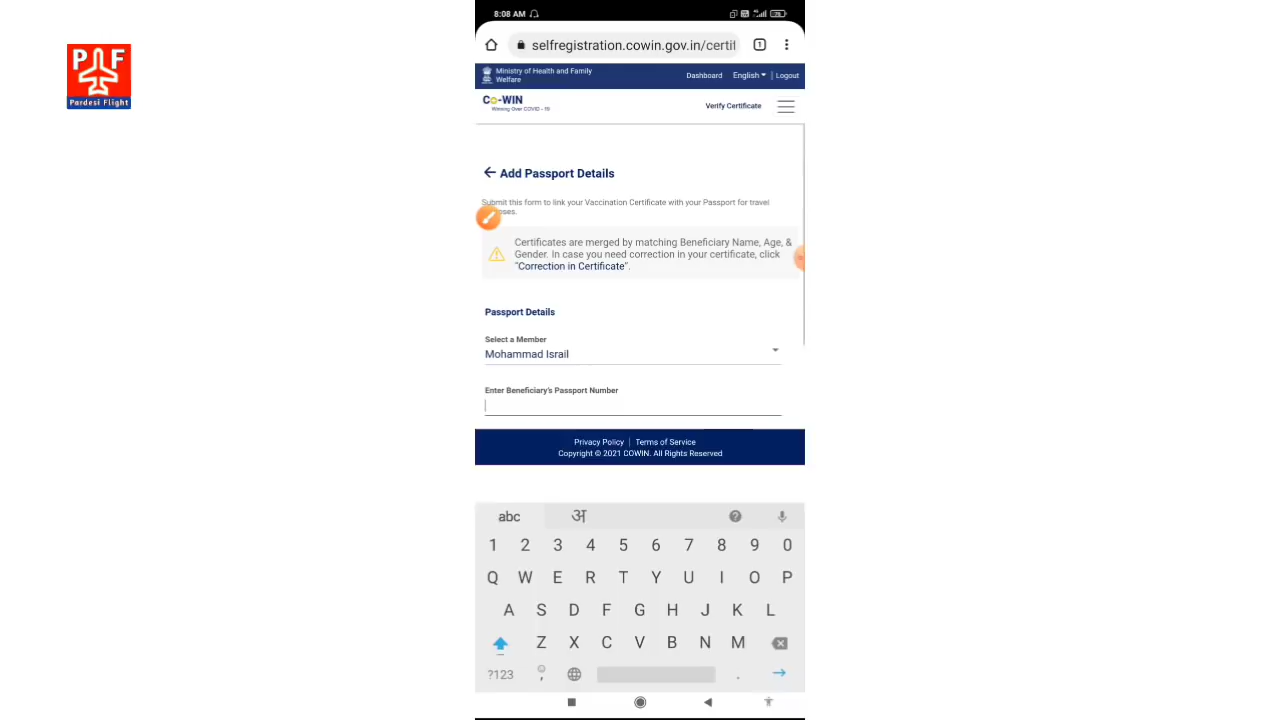 P F
Pardesi Flight
8:08 AM
selfregistration.cowin.gov.in/certif
Ministry of Health and Family
Welfare
Dashboard English Logout
Co-WIN
Winning Over COVID - 19
Verify Certificate
Add Passport Details
Submit this form to link your Vaccination Certificate with your Passport for travel
oses.
Certificates are merged by matching Beneficiary Name, Age, &
Gender. In case you need correction in your certificate, click
"Correction in Certificate".
Passport Details
Select a Member
Mohammad Israil
Enter Beneficiary's Passport Number
Privacy Policy | Terms of Service
Copyright © 2021 COWIN. All Rights Reserved
abc अ
1 2 3 4 5 6 7 8 9 0
Q W E R T Y U I O P
A S D F G H J K L
Z X C V B N M
?123 , .